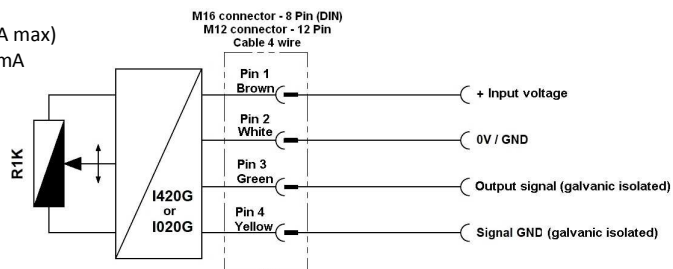 M16 connector - 8 Pin (DIN)
M12 connector - 12 Pin
Cable 4 wire
A max)
mA
Pin 1
Brown
+ Input voltage
Pin 2
White
0V / GND
R1K
Pin 3
Green
Output signal (galvanic isolated)
I420G
or
I020G
Pin 4
Yellow
Signal GND (galvanic isolated)